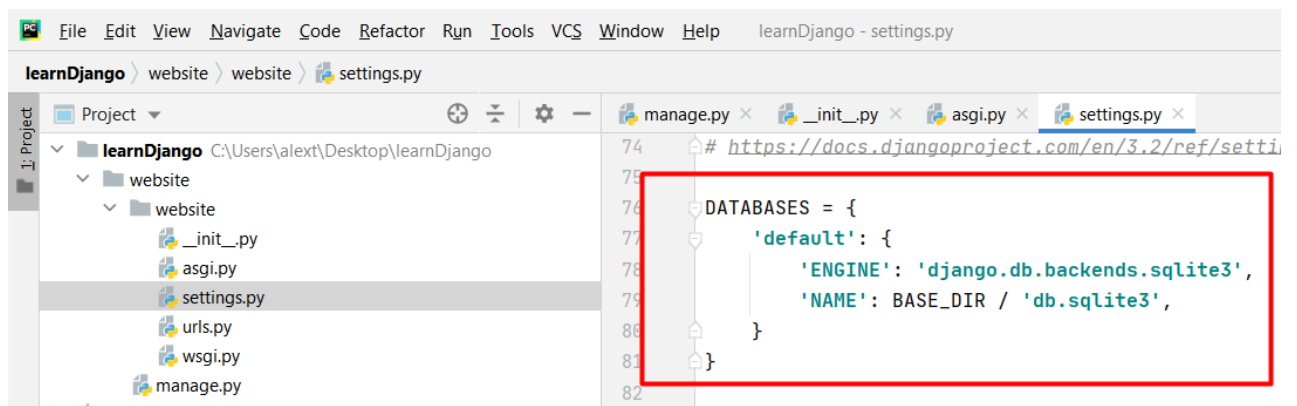 PC File Edit View Navigate Code Refactor Run Tools VCS Window Help learnDjango - settings.py
learnDjango website website settings.py
1: Project
Project
learnDjango C:\Users\alext\Desktop\learnDjango
website
website
__init__.py
asgi.py
settings.py
urls.py
wsgi.py
manage.py
manage.py __init__.py asgi.py settings.py
74 # https://docs.djangoproject.com/en/3.2/ref/setti
75
76 DATABASES = {
77 'default': {
78 'ENGINE': 'django.db.backends.sqlite3',
79 'NAME': BASE_DIR / 'db.sqlite3',
80 }
81 }
82